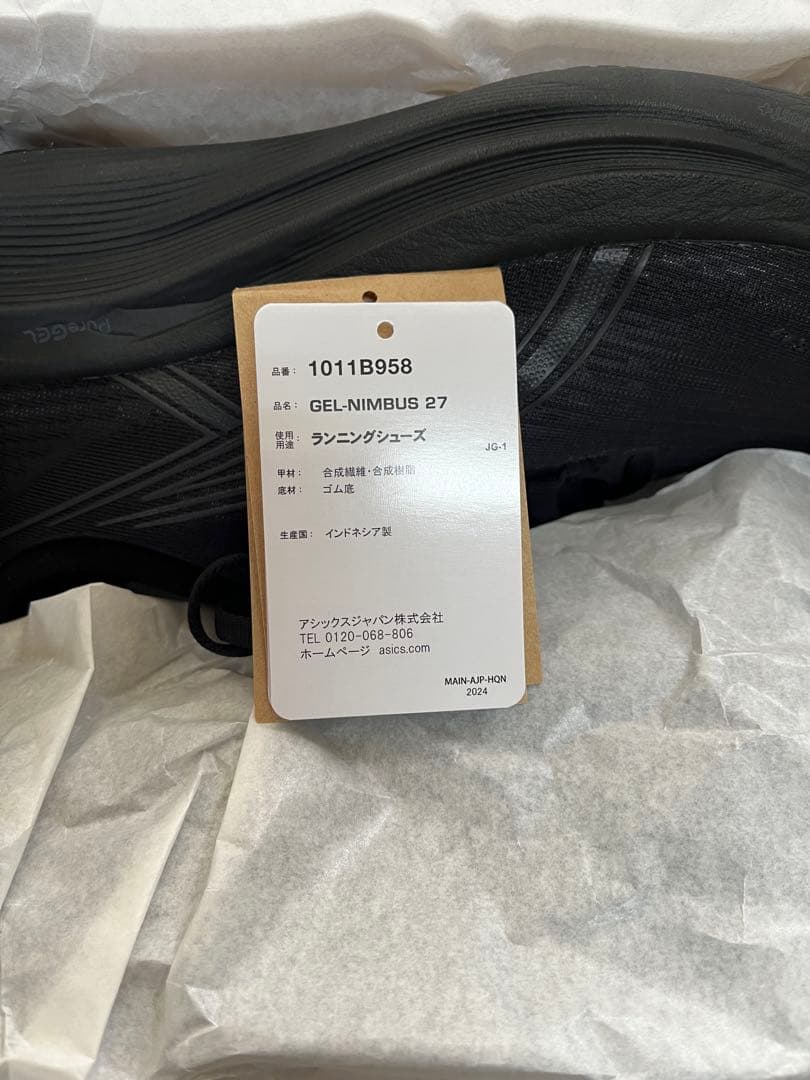 PureGEL
品番： 1011B958
品名： GEL-NIMBUS 27
使用用途： ランニングシューズ
JG-1
甲材： 合成繊維・合成樹脂
底材： ゴム底
生産国： インドネシア製
アシックスジャパン株式会社
TEL 0120-068-806
ホームページ asics.com
MAIN-AJP-HQN
2024